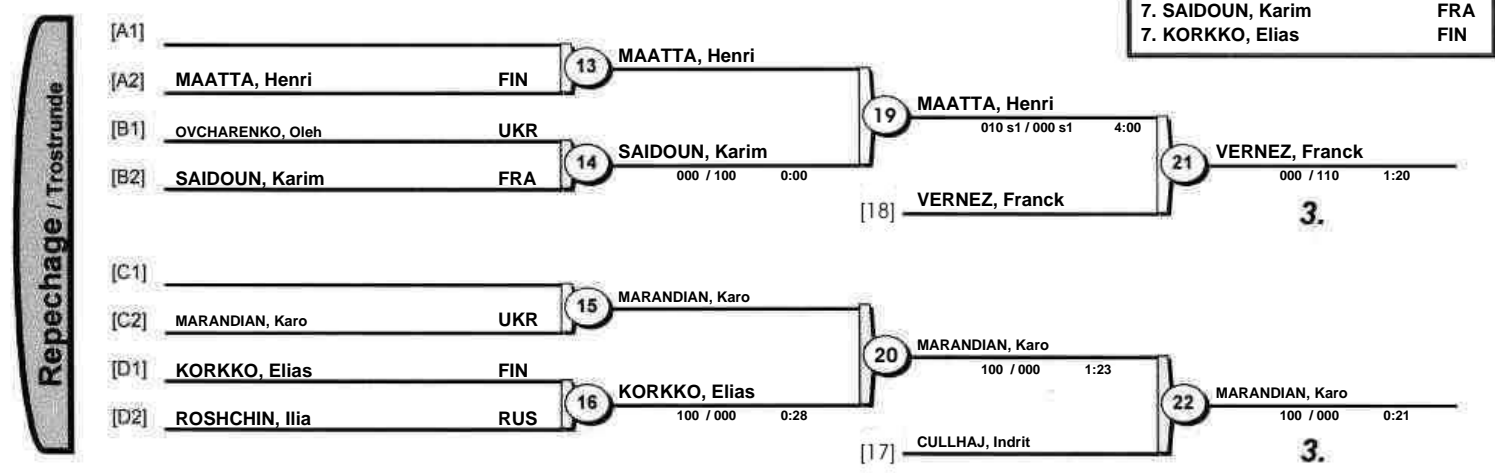 7. SAIDOUN, Karim FRA
7. KORKKO, Elias FIN
Repechage / Trostrunde
[A1]
[A2] MAATTA, Henri FIN
13 MAATTA, Henri
[B1] OVCHARENKO, Oleh UKR
[B2] SAIDOUN, Karim FRA
14 SAIDOUN, Karim
000 / 100 0:00
19 MAATTA, Henri
010 s1 / 000 s1 4:00
[18] VERNEZ, Franck
21 VERNEZ, Franck
000 / 110 1:20
3.
[C1]
[C2] MARANDIAN, Karo UKR
15 MARANDIAN, Karo
[D1] KORKKO, Elias FIN
[D2] ROSHCHIN, Ilia RUS
16 KORKKO, Elias
100 / 000 0:28
20 MARANDIAN, Karo
100 / 000 1:23
[17] CULLHAJ, Indrit
22 MARANDIAN, Karo
100 / 000 0:21
3.